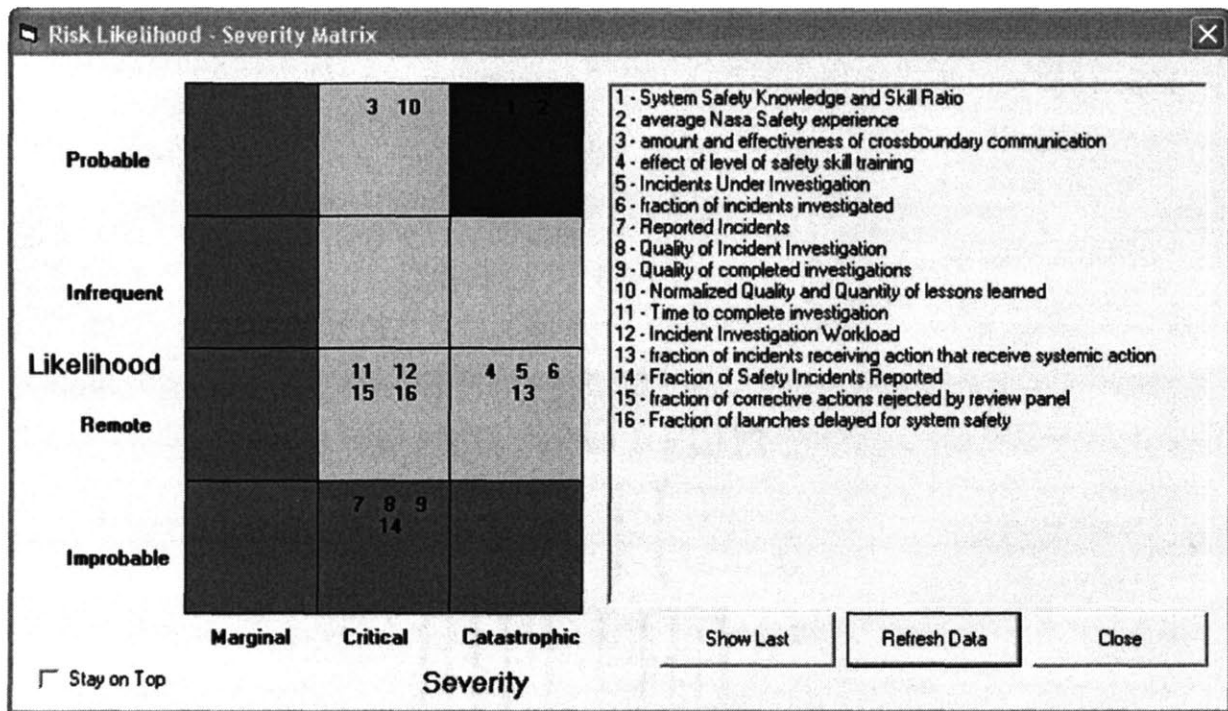 Risk Likelihood - Severity Matrix
Probable
3 10
1 2
Infrequent
Likelihood
Remote
11 12
15 16
4 5 6
13
Improbable
7 8 9
14
Marginal Critical Catastrophic
Severity
Stay on Top
1 - System Safety Knowledge and Skill Ratio
2 - average Nasa Safety experience
3 - amount and effectiveness of crossboundary communication
4 - effect of level of safety skill training
5 - Incidents Under Investigation
6 - fraction of incidents investigated
7 - Reported Incidents
8 - Quality of Incident Investigation
9 - Quality of completed investigations
10 - Normalized Quality and Quantity of lessons learned
11 - Time to complete investigation
12 - Incident Investigation Workload
13 - fraction of incidents receiving action that receive systemic action
14 - Fraction of Safety Incidents Reported
15 - fraction of corrective actions rejected by review panel
16 - Fraction of launches delayed for system safety
Show Last Refresh Data Close